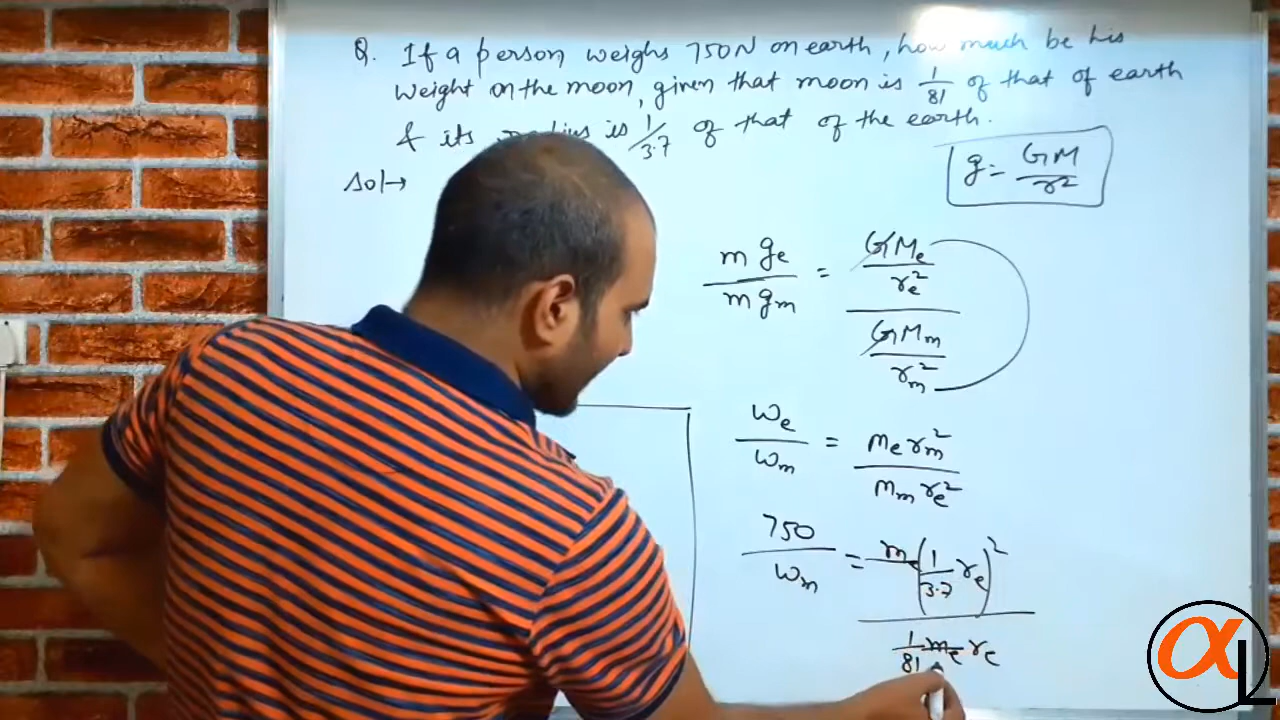 Q. If a person weighs 750N on earth, how much be his
weight on the moon, given that moon is 1/81 of that of earth
& its radius is 1/3.7 of that of the earth.
Sol→
g = GM/r²
m ge / m gm = (GMe / re²) / (GMm / rm²)
We / Wm = Me rm² / Mm re²
750 / Wm = me (1/3.7 re)² / (1/81 me re)
αL